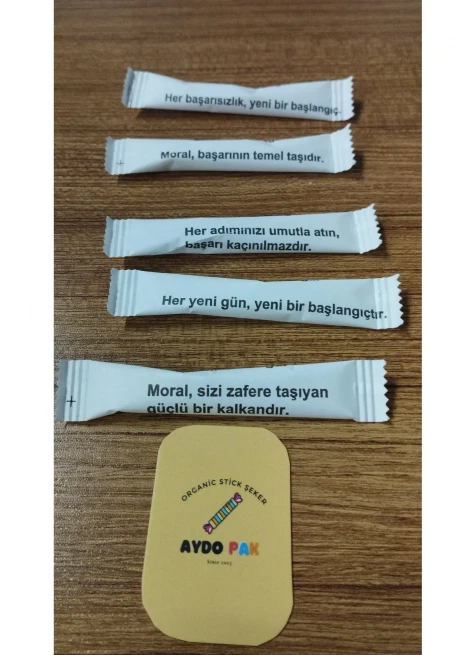 Her başarısızlık, yeni bir başlangıç.
Moral, başarının temel taşıdır.
Her adımınızı umutla atın,
başarı kaçınılmazdır.
Her yeni gün, yeni bir başlangıçtır.
Moral, sizi zafere taşıyan
güçlü bir kalkandır.
ORGANIC STİCK ŞEKER
AYDO PAK